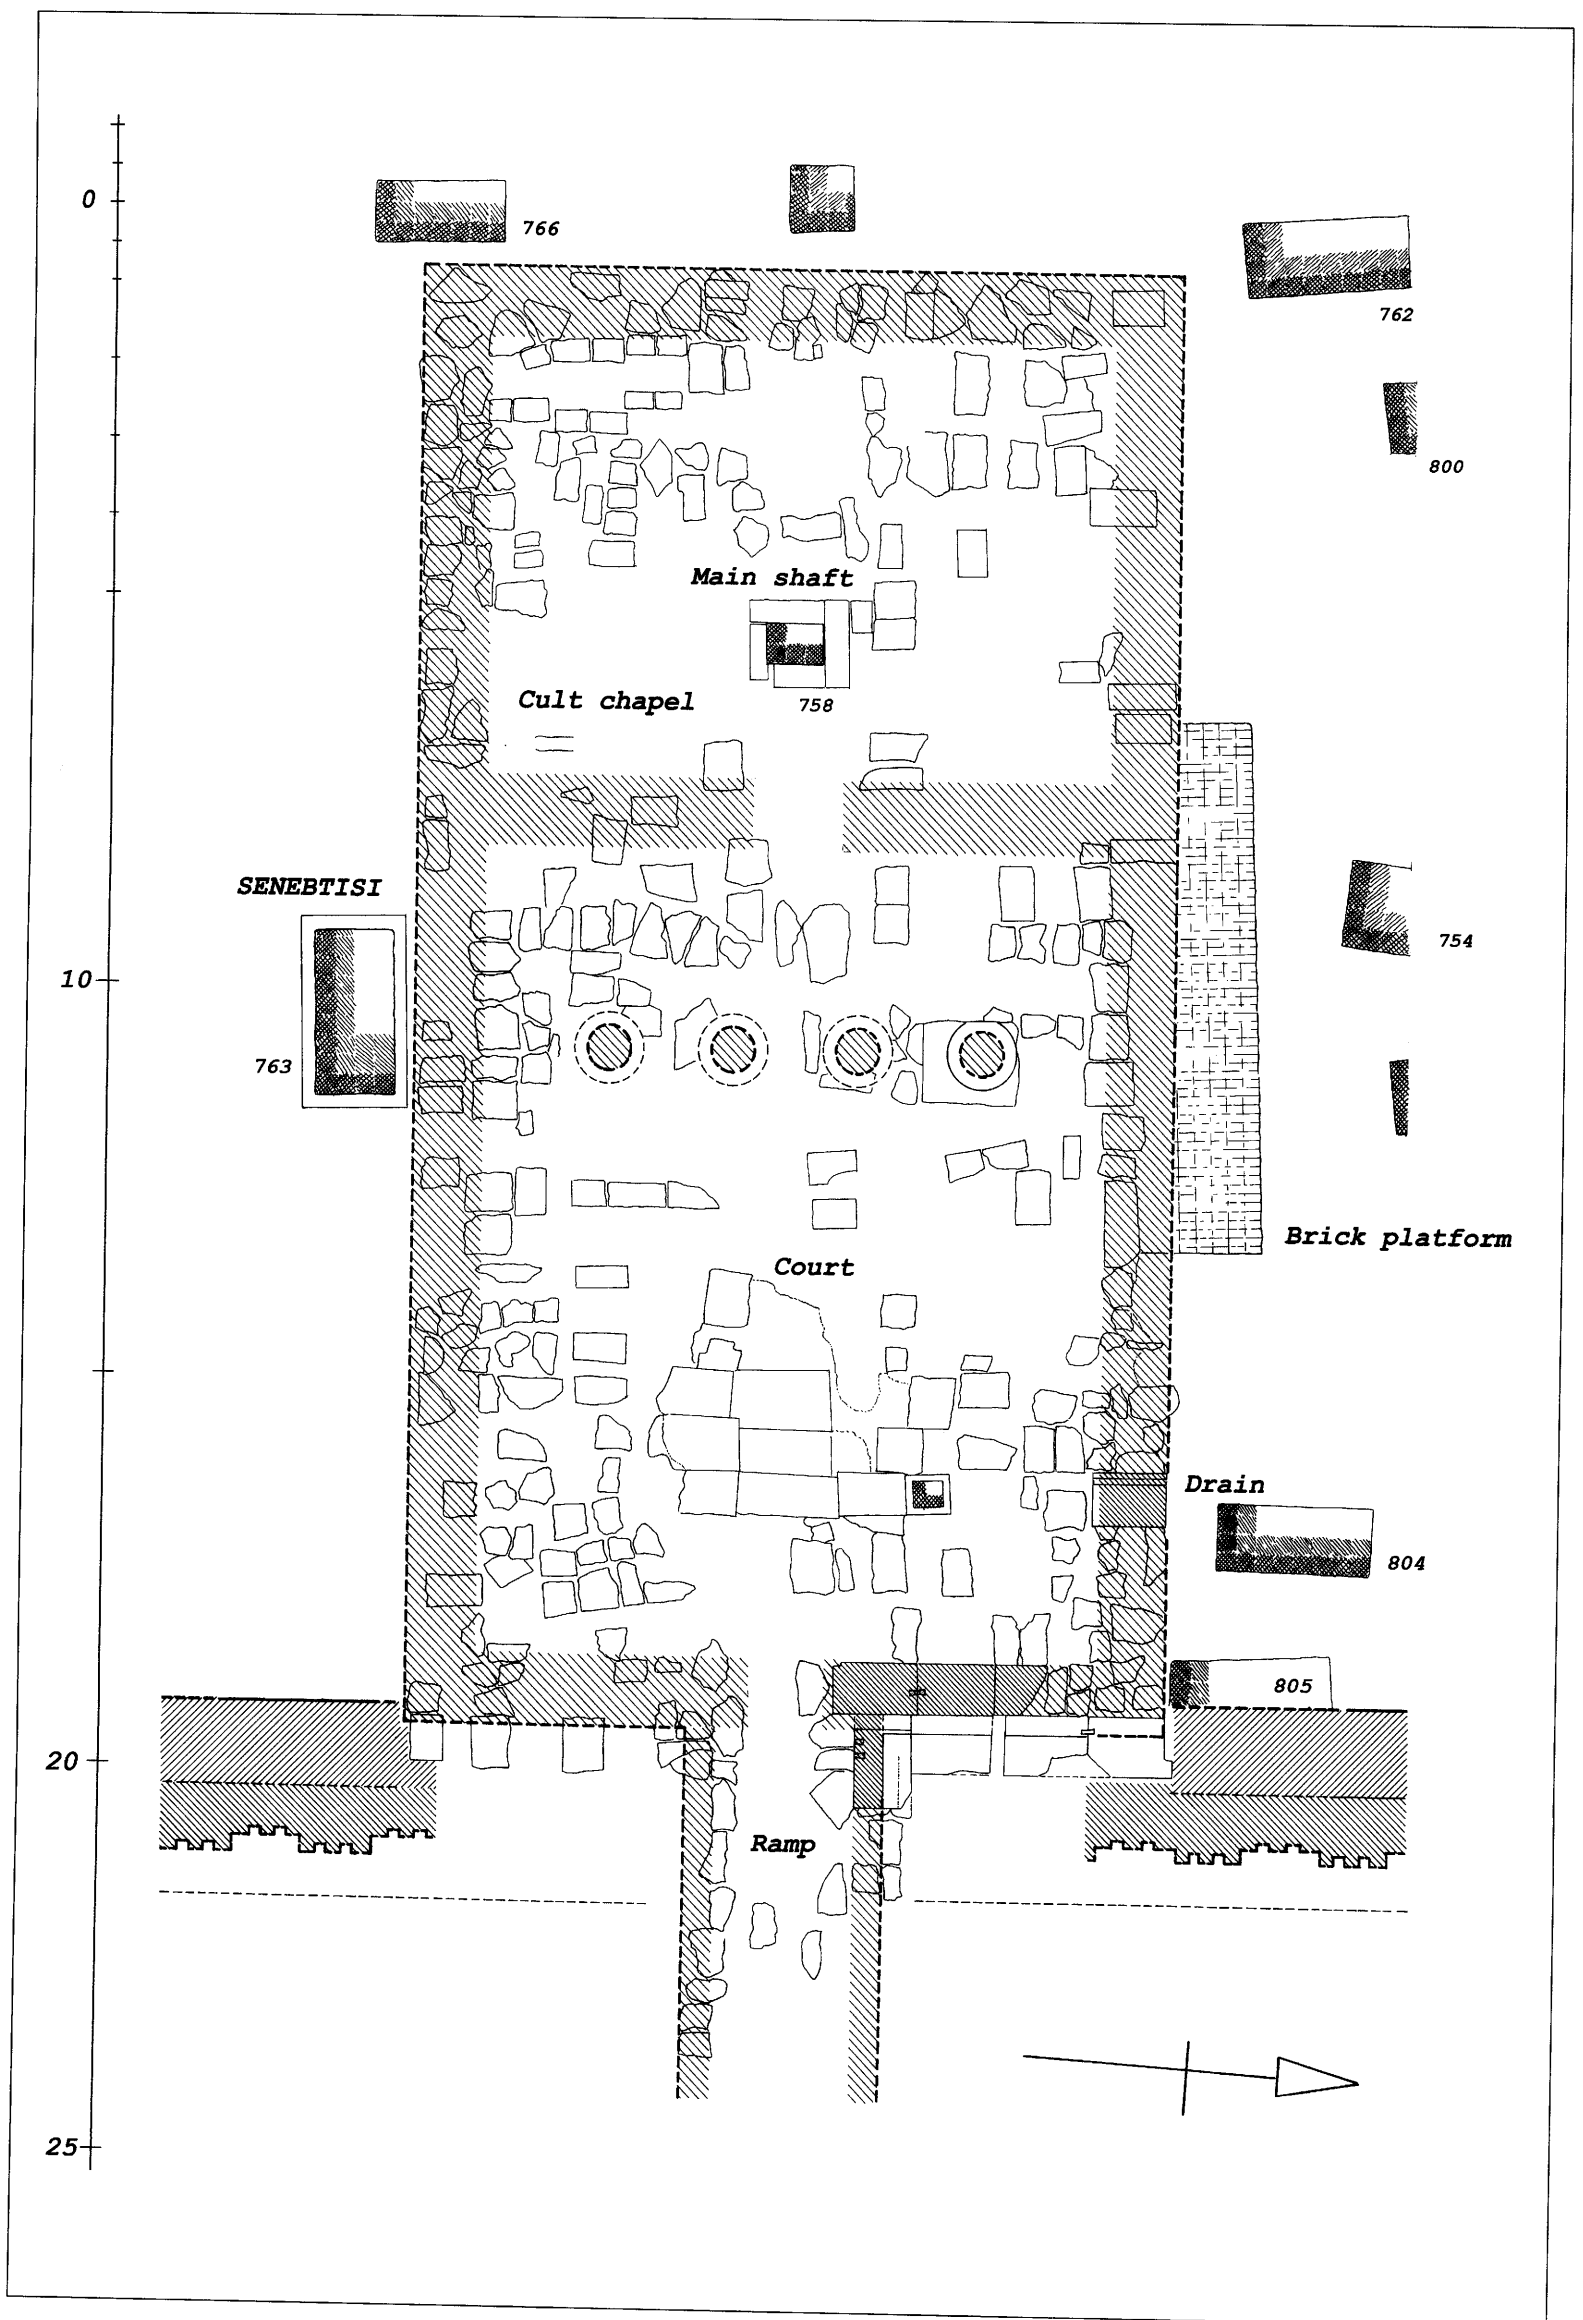 0
766
762
800
Main shaft
Cult chapel
758
SENEBTISI
754
10
763
Brick platform
Court
Drain
804
805
20
Ramp
25